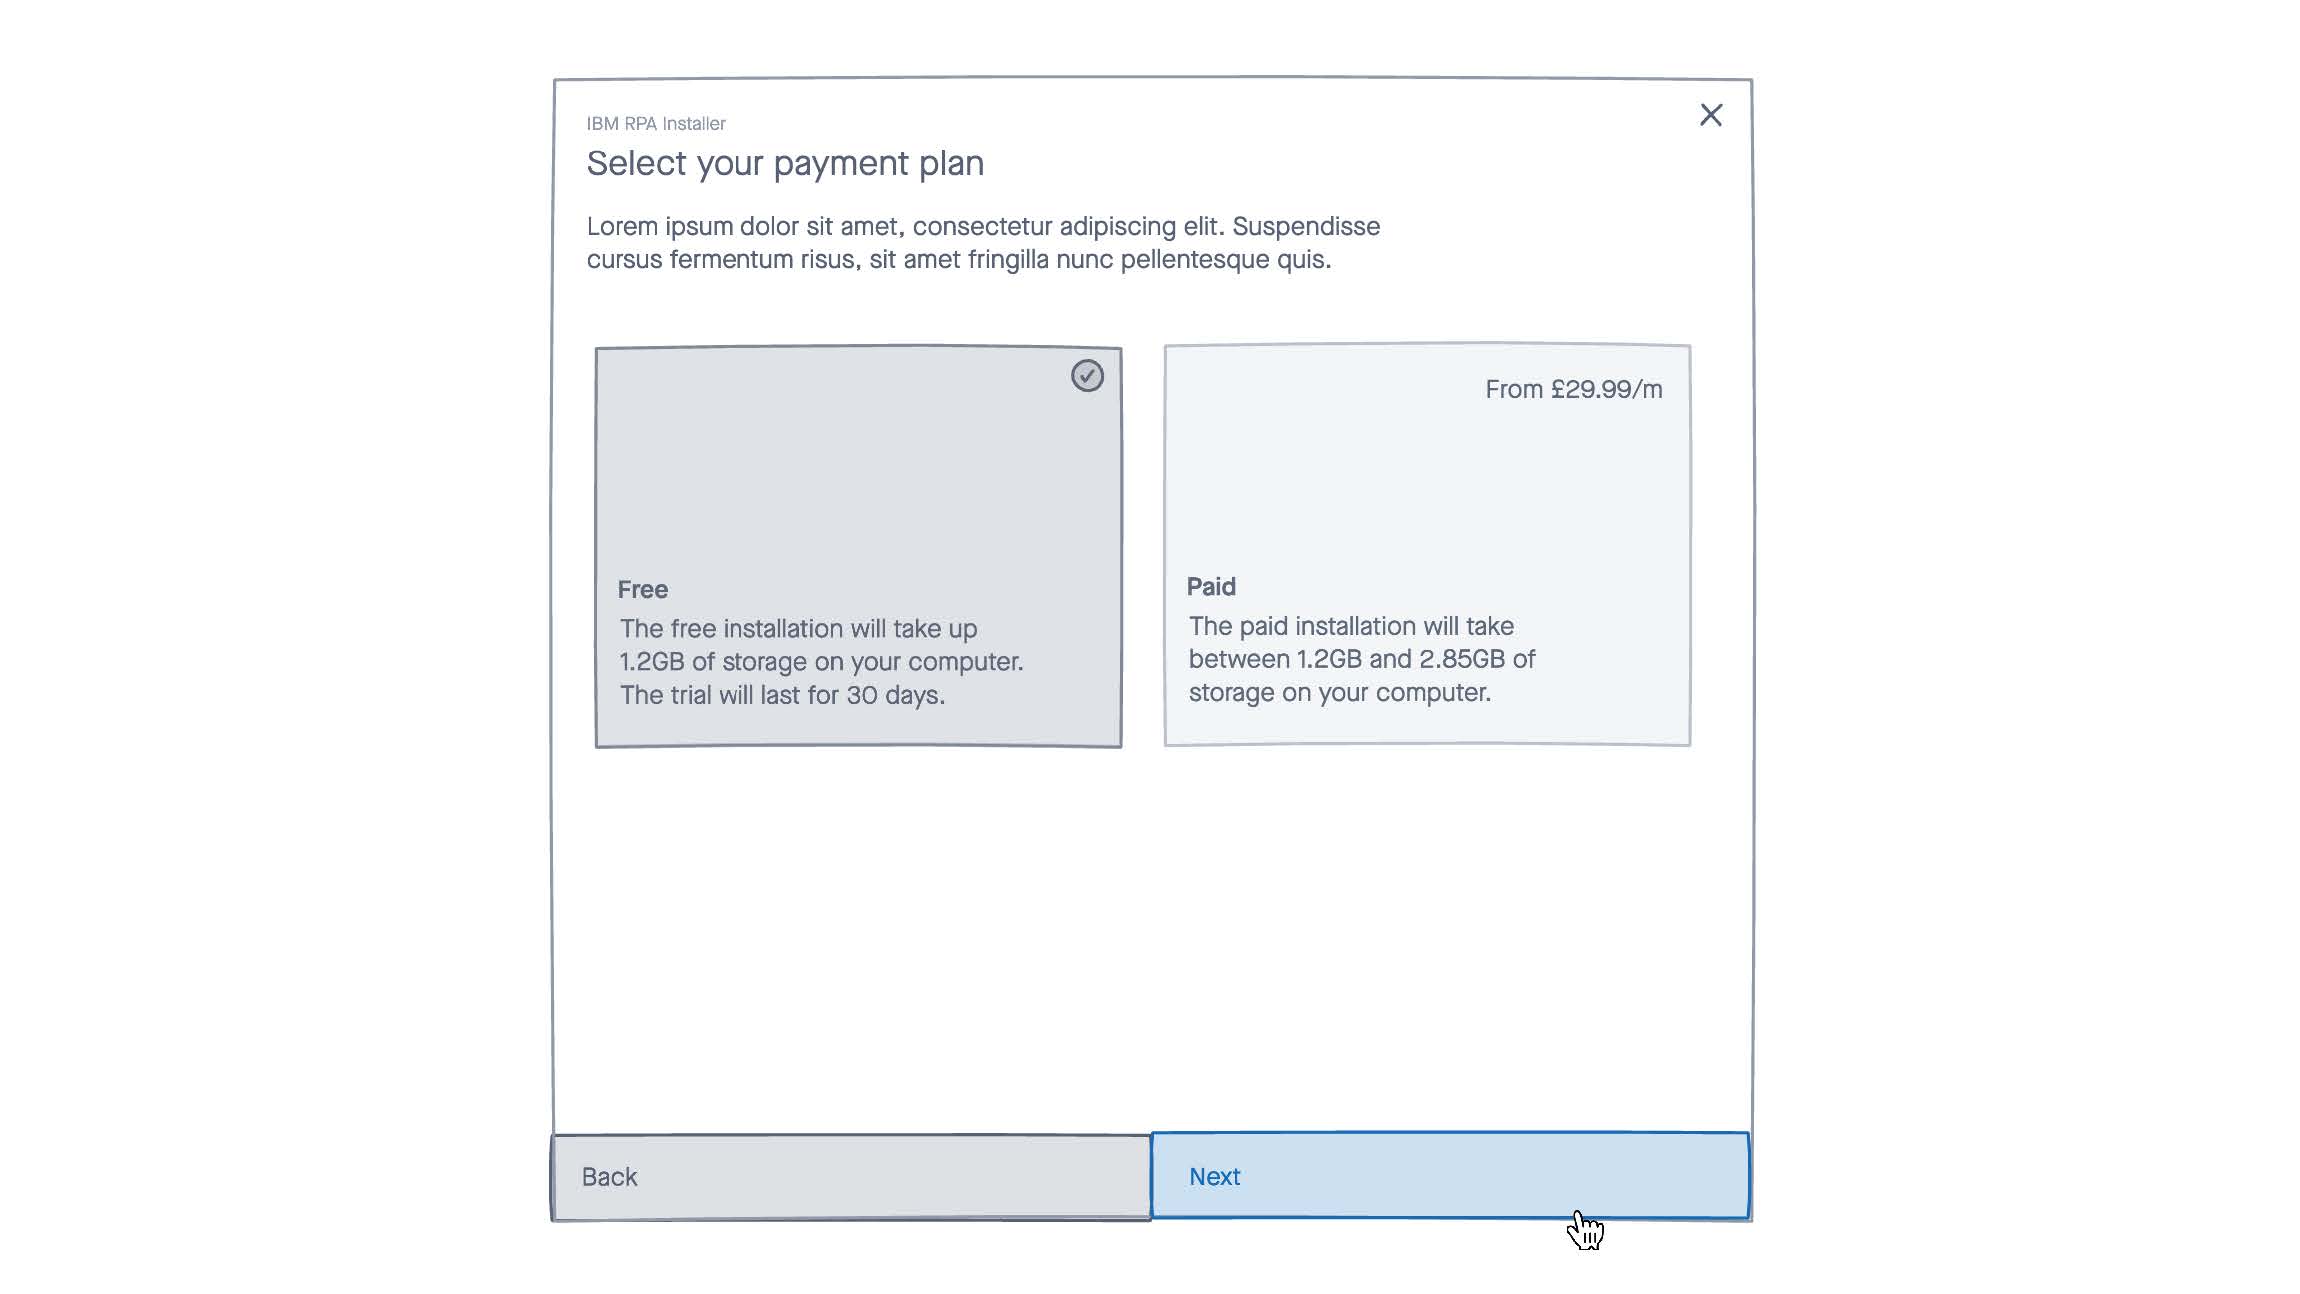 IBM RPA Installer
Select your payment plan
Lorem ipsum dolor sit amet, consectetur adipiscing elit. Suspendisse
cursus fermentum risus, sit amet fringilla nunc pellentesque quis.
Free
The free installation will take up
1.2GB of storage on your computer.
The trial will last for 30 days.
From £29.99/m
Paid
The paid installation will take
between 1.2GB and 2.85GB of
storage on your computer.
Back
Next